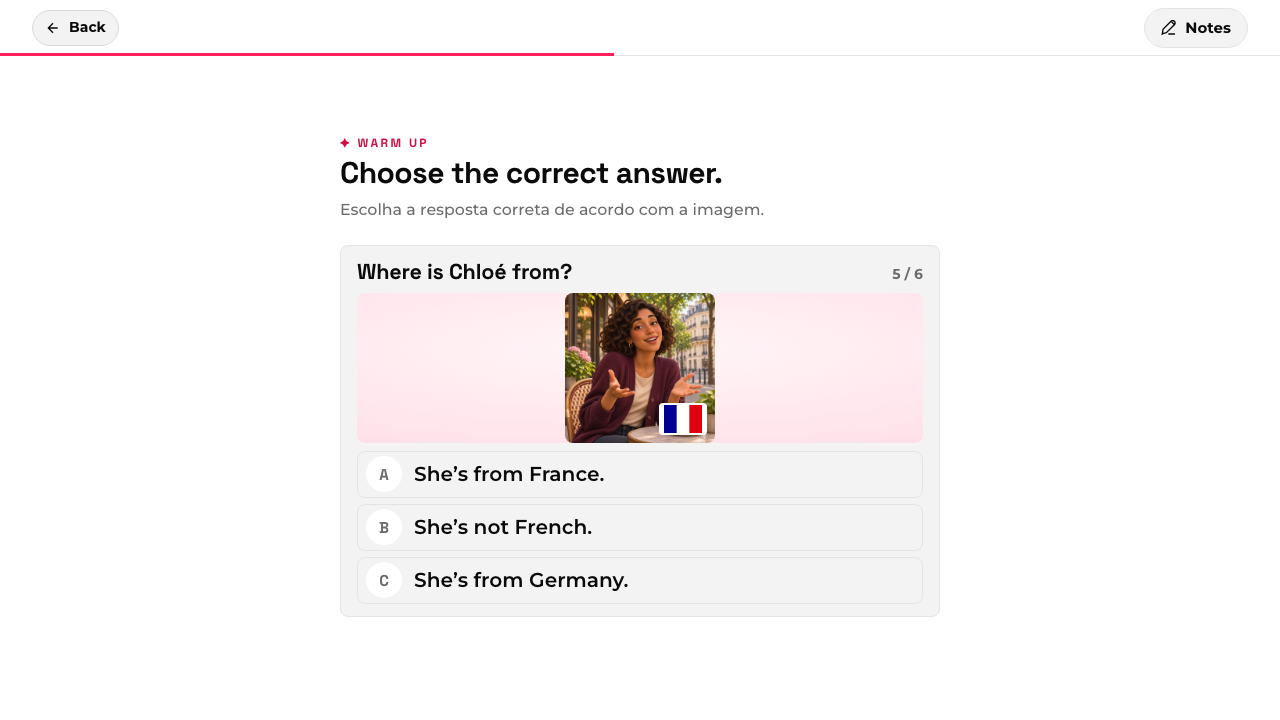 Back
Notes
WARM UP
Choose the correct answer.
Escolha a resposta correta de acordo com a imagem.
Where is Chloé from?
5 / 6
A
She’s from France.
B
She’s not French.
C
She’s from Germany.